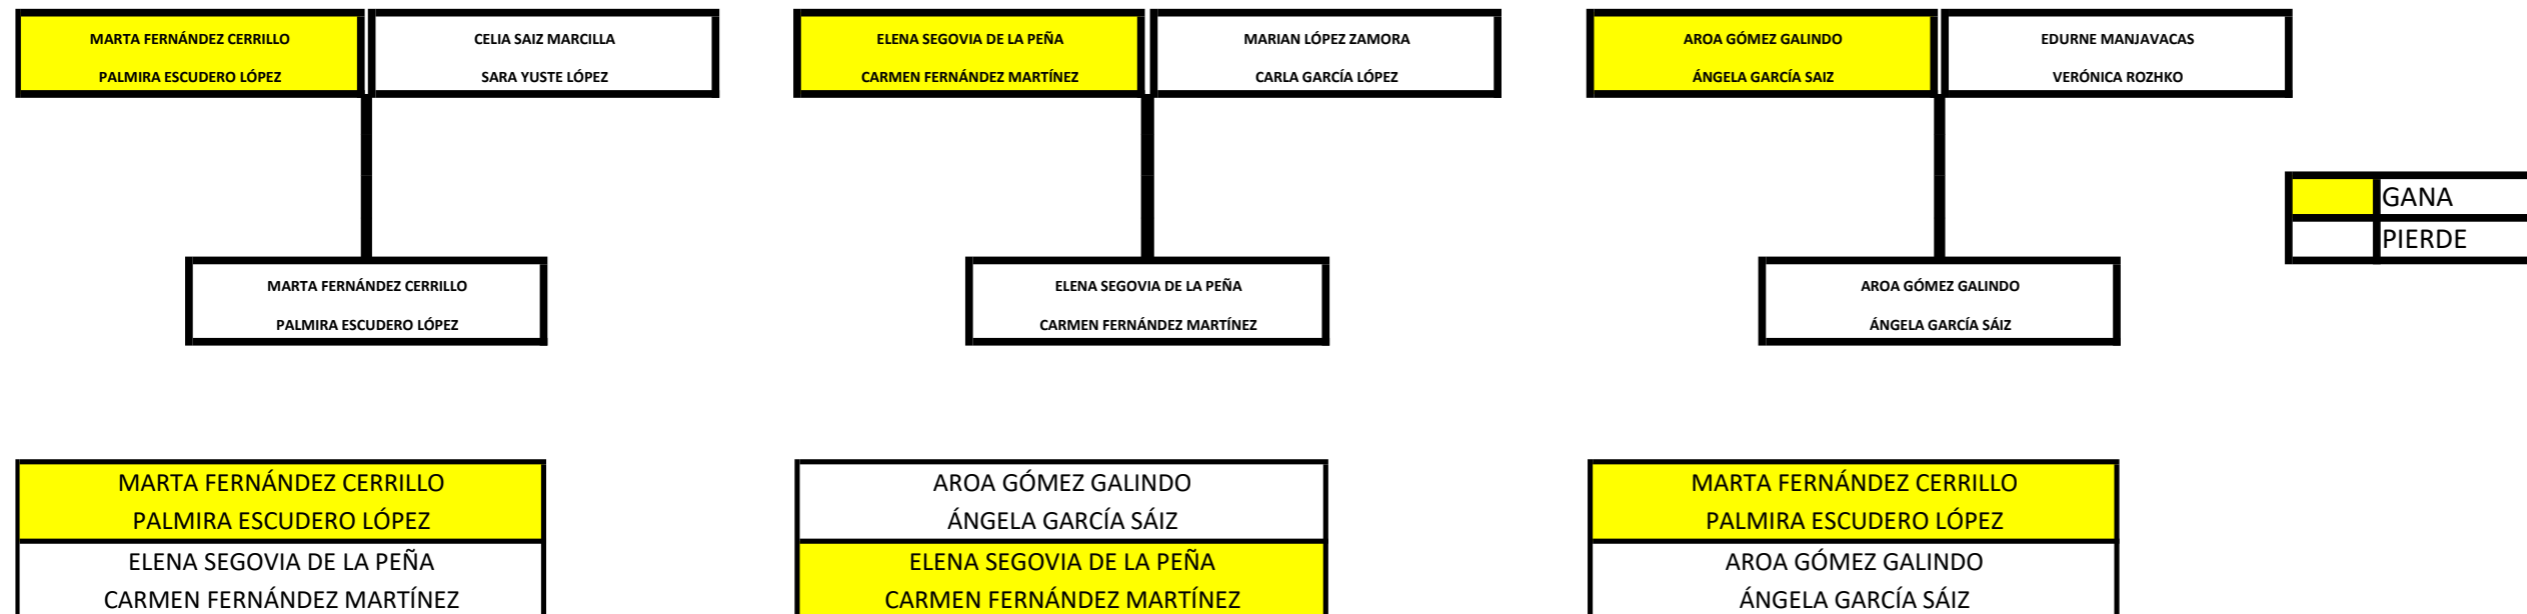 MARTA FERNÁNDEZ CERRILLO
PALMIRA ESCUDERO LÓPEZ
CELIA SAIZ MARCILLA
SARA YUSTE LÓPEZ
ELENA SEGOVIA DE LA PEÑA
CARMEN FERNÁNDEZ MARTÍNEZ
MARIAN LÓPEZ ZAMORA
CARLA GARCÍA LÓPEZ
AROA GÓMEZ GALINDO
ÁNGELA GARCÍA SAIZ
EDURNE MANJAVACAS
VERÓNICA ROZHKO
GANA
PIERDE
MARTA FERNÁNDEZ CERRILLO
PALMIRA ESCUDERO LÓPEZ
ELENA SEGOVIA DE LA PEÑA
CARMEN FERNÁNDEZ MARTÍNEZ
AROA GÓMEZ GALINDO
ÁNGELA GARCÍA SÁIZ
MARTA FERNÁNDEZ CERRILLO
PALMIRA ESCUDERO LÓPEZ
ELENA SEGOVIA DE LA PEÑA
CARMEN FERNÁNDEZ MARTÍNEZ
AROA GÓMEZ GALINDO
ÁNGELA GARCÍA SÁIZ
ELENA SEGOVIA DE LA PEÑA
CARMEN FERNÁNDEZ MARTÍNEZ
MARTA FERNÁNDEZ CERRILLO
PALMIRA ESCUDERO LÓPEZ
AROA GÓMEZ GALINDO
ÁNGELA GARCÍA SÁIZ